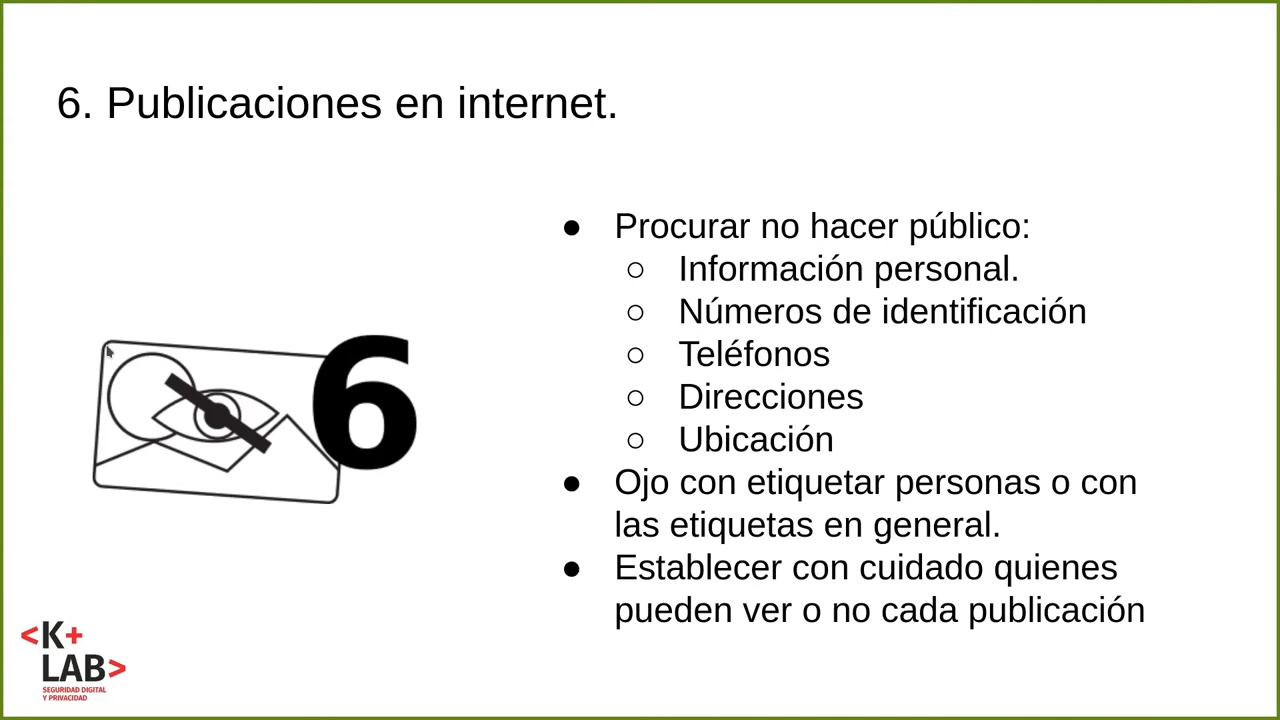 6. Publicaciones en internet.
● Procurar no hacer público:
○ Información personal.
○ Números de identificación
○ Teléfonos
○ Direcciones
○ Ubicación
● Ojo con etiquetar personas o con
las etiquetas en general.
● Establecer con cuidado quienes
pueden ver o no cada publicación
6
<K+
LAB>
SEGURIDAD DIGITAL
Y PRIVACIDAD